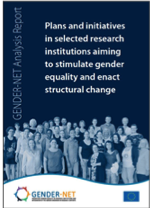 GENDER-NET Analysis Report
Plans and initiatives
in selected research
institutions aiming
to stimulate gender
equality and enact
structural change
GENDER-NET